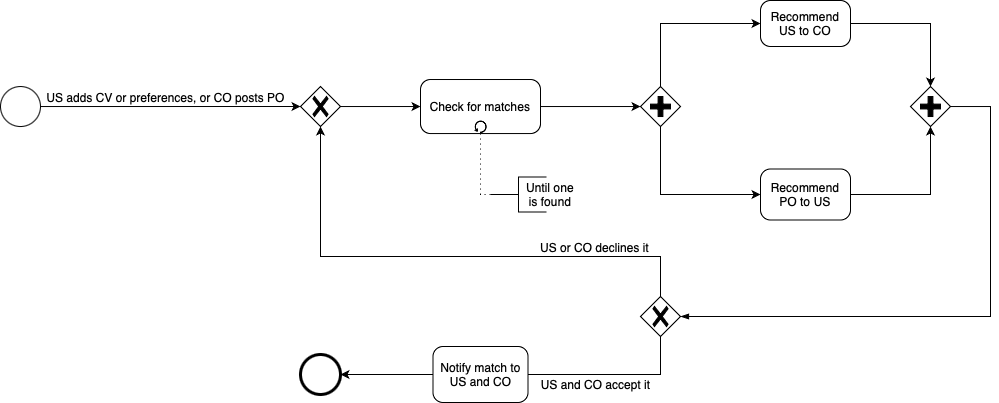 Recommend
US to CO
US adds CV or preferences, or CO posts PO
Check for matches
Until one
is found
Recommend
PO to US
US or CO declines it
Notify match to
US and CO
US and CO accept it